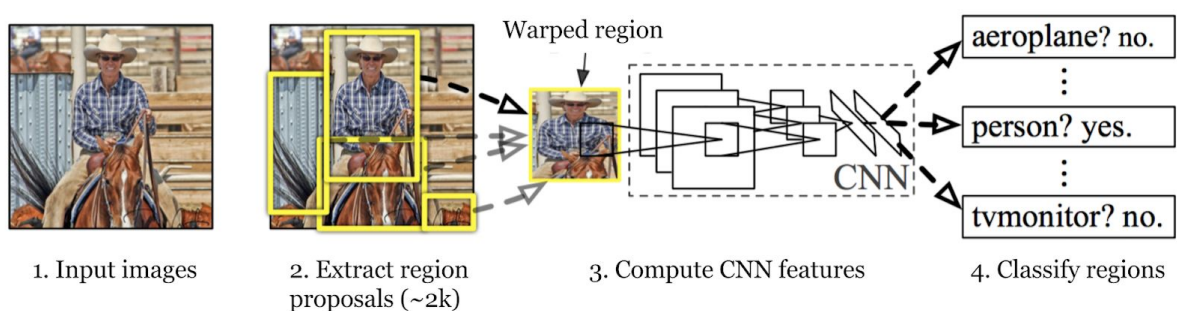 Warped region
aeroplane? no.
⋮
person? yes.
⋮
tvmonitor? no.
CNN
1. Input images
2. Extract region
proposals (~2k)
3. Compute CNN features
4. Classify regions